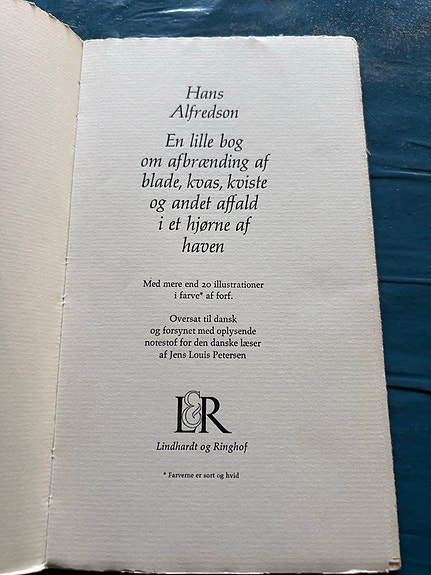 Hans
Alfredson
En lille bog
om afbrænding af
blade, kvas, kviste
og andet affald
i et hjørne af
haven
Med mere end 20 illustrationer
i farve* af forf.
Oversat til dansk
og forsynet med oplysende
notestof for den danske læser
af Jens Louis Petersen
L&R
Lindhardt og Ringhof
* Farverne er sort og hvid